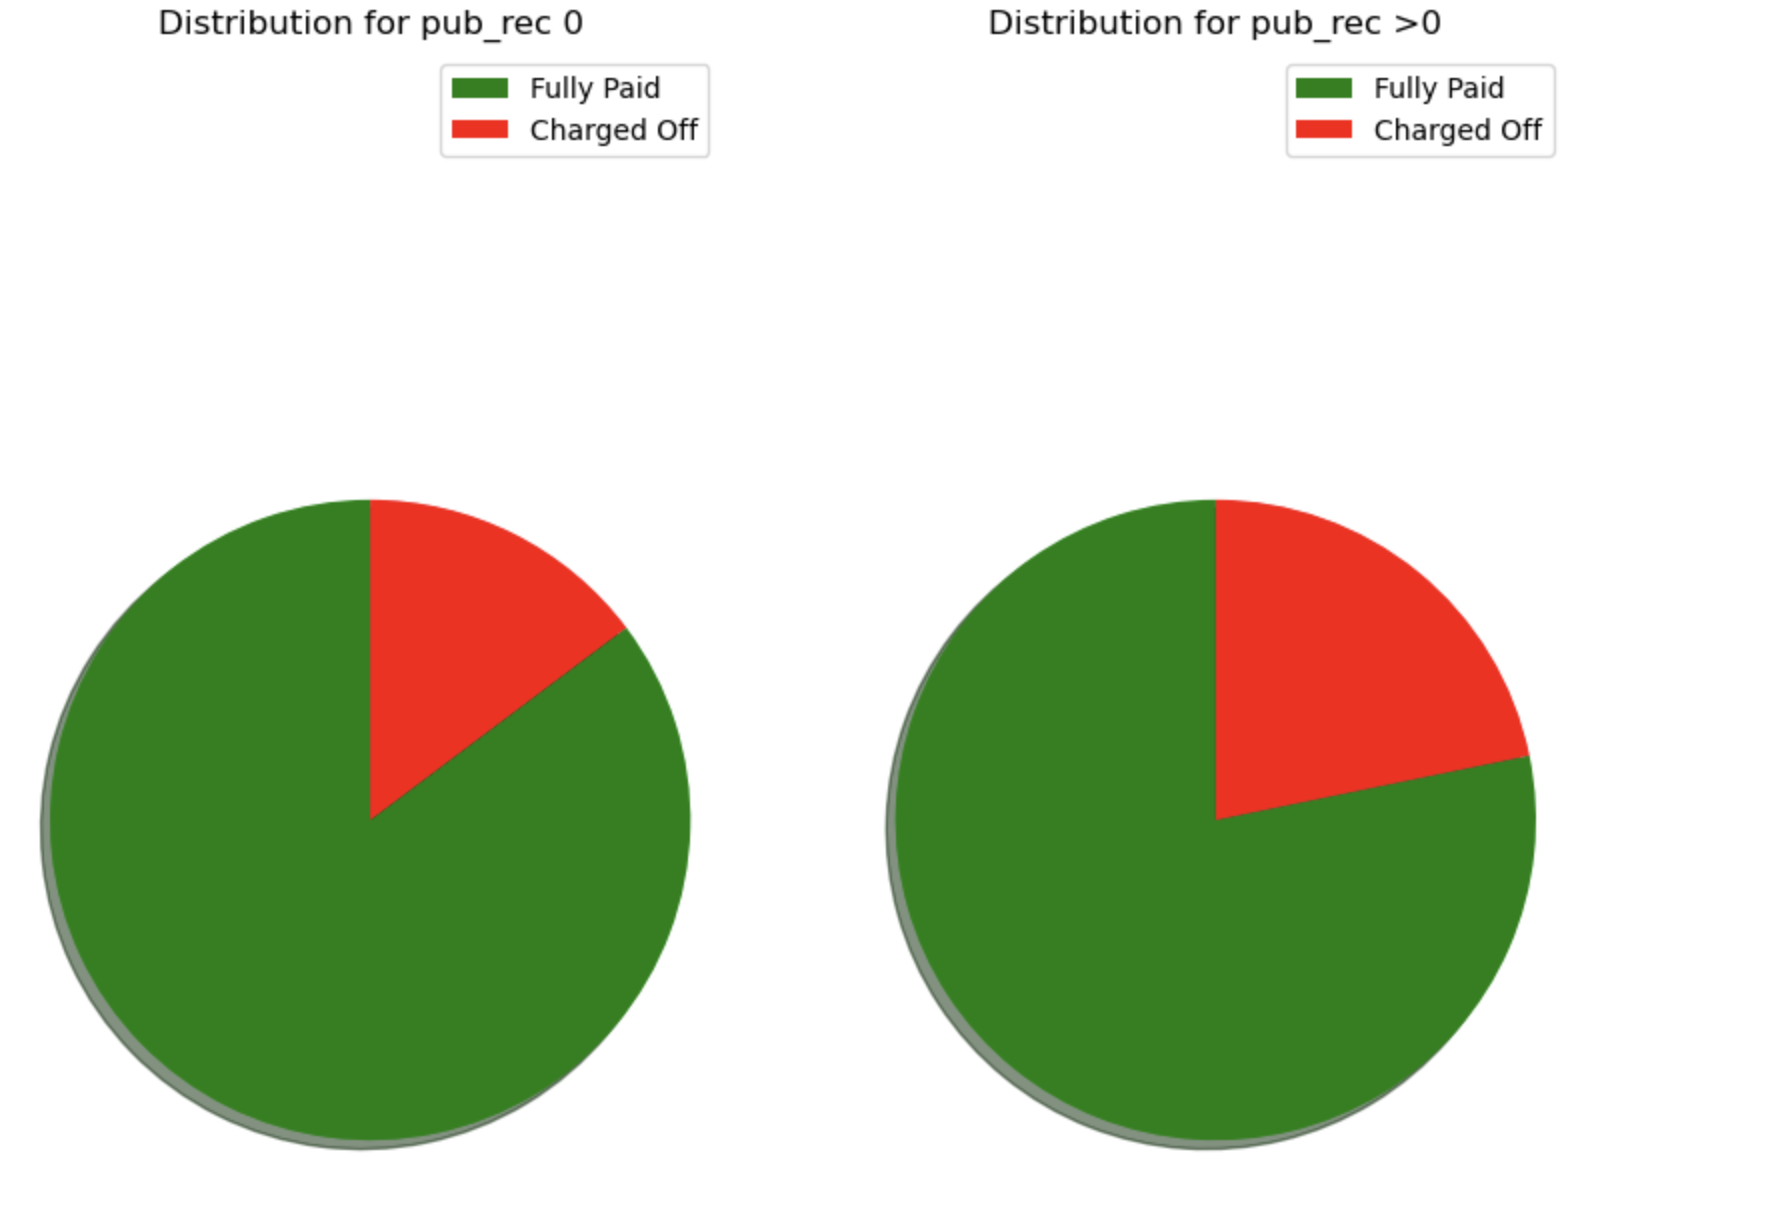 Distribution for pub_rec 0
Fully Paid
Charged Off
Distribution for pub_rec >0
Fully Paid
Charged Off